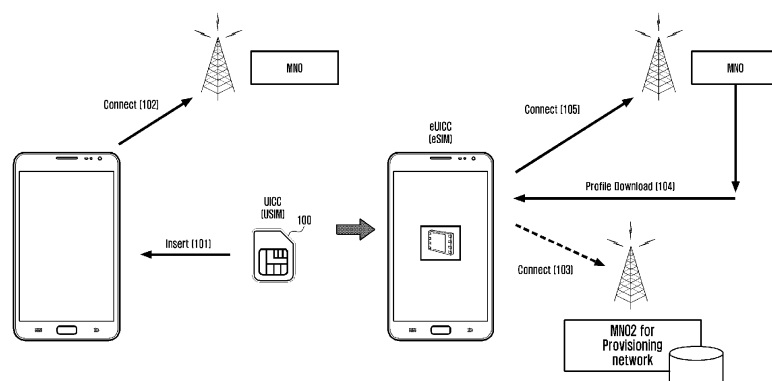 MNO
Connect (102)
Insert (101)
UICC
(USIM)
100
eUICC
(eSIM)
MNO
Connect (105)
Profile Download (104)
Connect (103)
MNO2 for
Provisioning
network